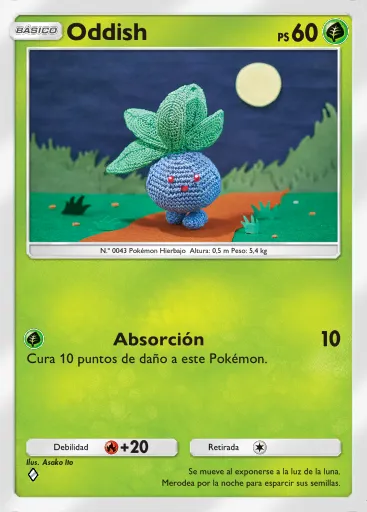 BÁSICO Oddish PS 60
N.º 0043 Pokémon Hierbajo Altura: 0,5 m Peso: 5,4 kg
Absorción 10
Cura 10 puntos de daño a este Pokémon.
Debilidad +20 Retirada
Ilus. Asako Ito
Se mueve al exponerse a la luz de la luna.
Merodea por la noche para esparcir sus semillas.